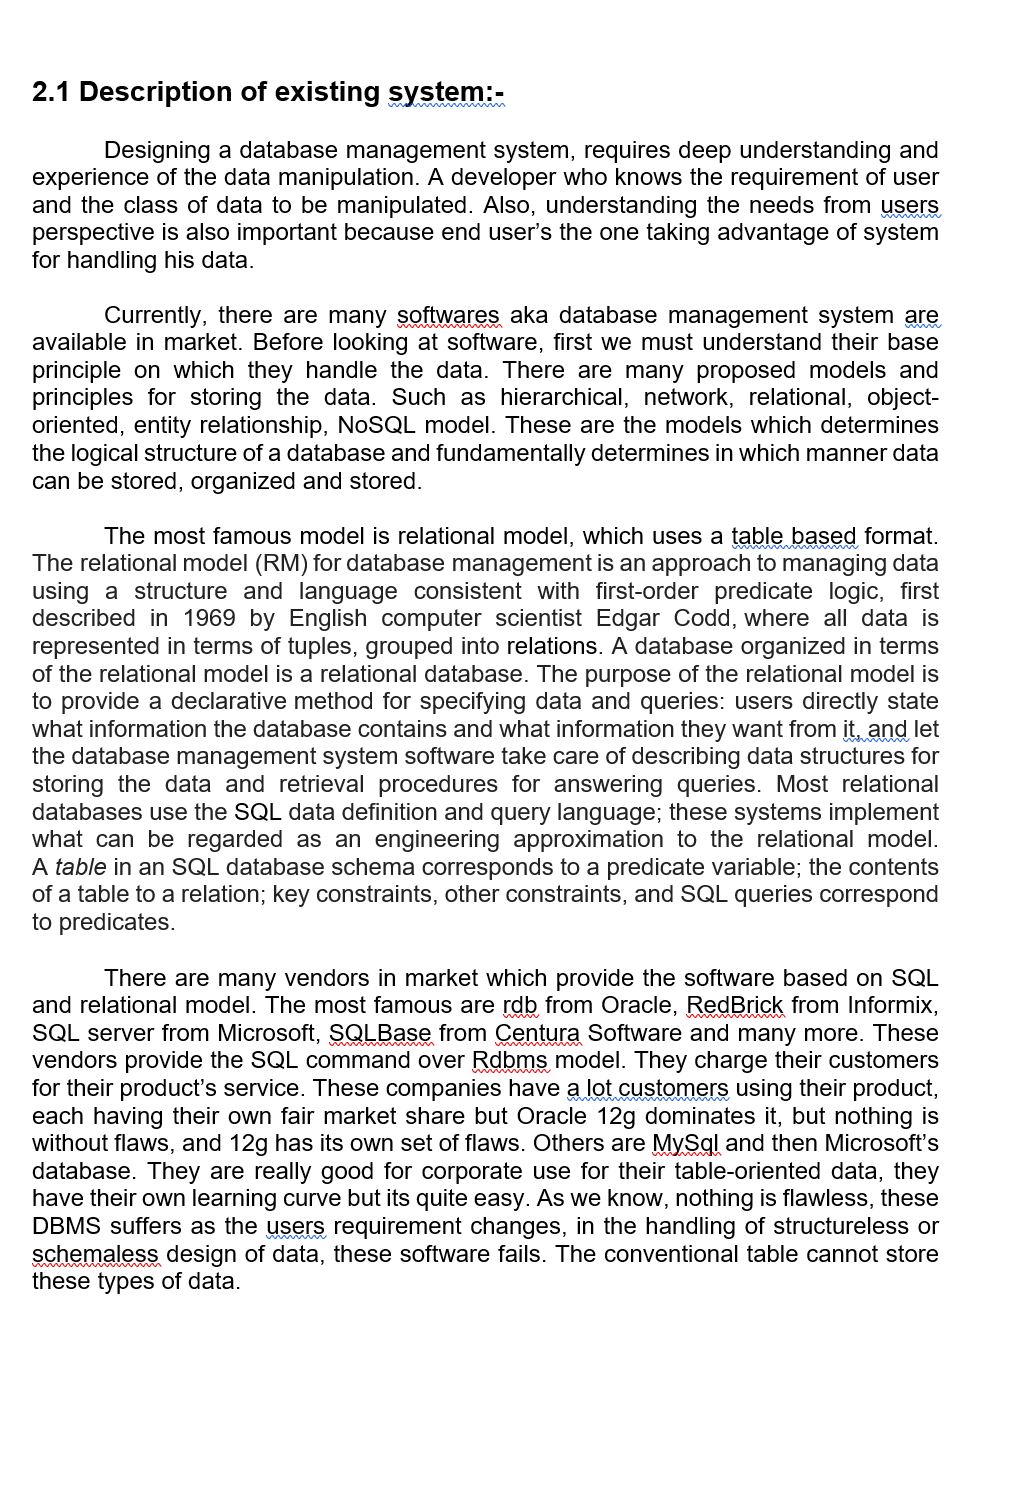 2.1 Description of existing system:-
Designing a database management system, requires deep understanding and
experience of the data manipulation. A developer who knows the requirement of user
and the class of data to be manipulated. Also, understanding the needs from users
perspective is also important because end user’s the one taking advantage of system
for handling his data.
Currently, there are many softwares aka database management system are
available in market. Before looking at software, first we must understand their base
principle on which they handle the data. There are many proposed models and
principles for storing the data. Such as hierarchical, network, relational, object-
oriented, entity relationship, NoSQL model. These are the models which determines
the logical structure of a database and fundamentally determines in which manner data
can be stored, organized and stored.
The most famous model is relational model, which uses a table based format.
The relational model (RM) for database management is an approach to managing data
using a structure and language consistent with first-order predicate logic, first
described in 1969 by English computer scientist Edgar Codd, where all data is
represented in terms of tuples, grouped into relations. A database organized in terms
of the relational model is a relational database. The purpose of the relational model is
to provide a declarative method for specifying data and queries: users directly state
what information the database contains and what information they want from it, and let
the database management system software take care of describing data structures for
storing the data and retrieval procedures for answering queries. Most relational
databases use the SQL data definition and query language; these systems implement
what can be regarded as an engineering approximation to the relational model.
A table in an SQL database schema corresponds to a predicate variable; the contents
of a table to a relation; key constraints, other constraints, and SQL queries correspond
to predicates.
There are many vendors in market which provide the software based on SQL
and relational model. The most famous are rdb from Oracle, RedBrick from Informix,
SQL server from Microsoft, SQLBase from Centura Software and many more. These
vendors provide the SQL command over Rdbms model. They charge their customers
for their product’s service. These companies have a lot customers using their product,
each having their own fair market share but Oracle 12g dominates it, but nothing is
without flaws, and 12g has its own set of flaws. Others are MySql and then Microsoft’s
database. They are really good for corporate use for their table-oriented data, they
have their own learning curve but its quite easy. As we know, nothing is flawless, these
DBMS suffers as the users requirement changes, in the handling of structureless or
schemaless design of data, these software fails. The conventional table cannot store
these types of data.